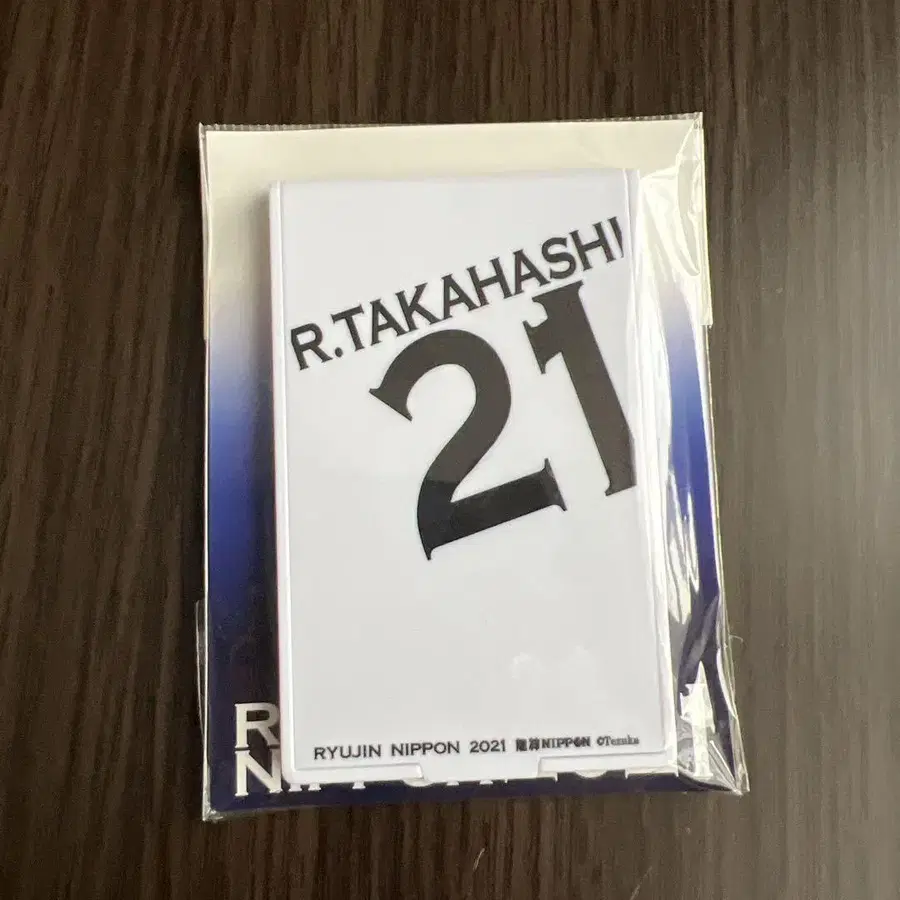 R.TAKAHASHI
21
RYUJIN NIPPON 2021 龍神NIPPON ©Tezuka